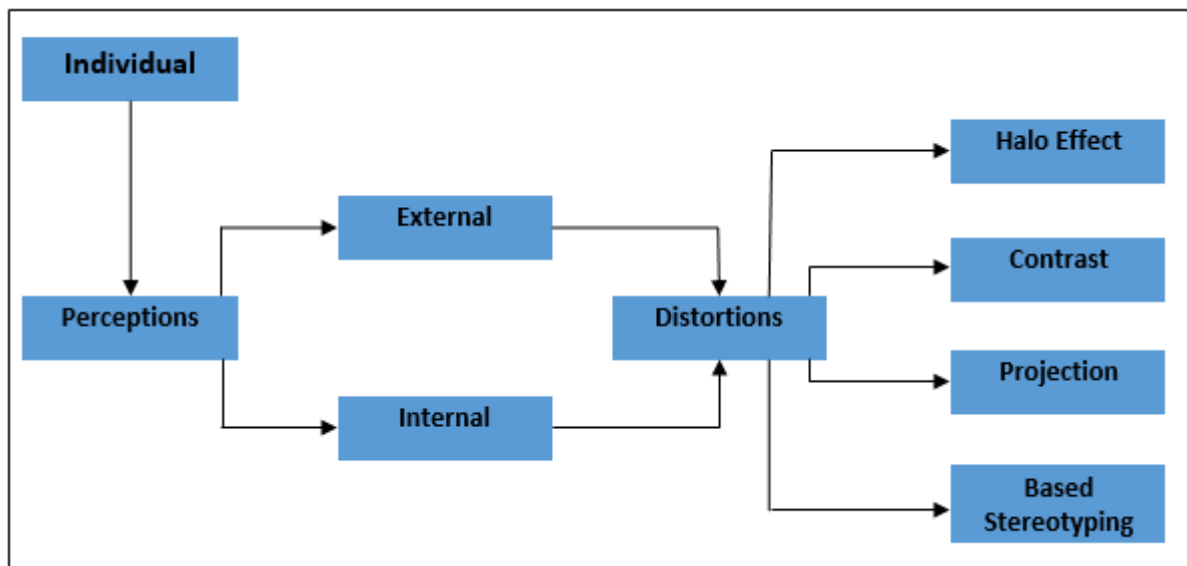 Individual
Perceptions
External
Internal
Distortions
Halo Effect
Contrast
Projection
Based
Stereotyping